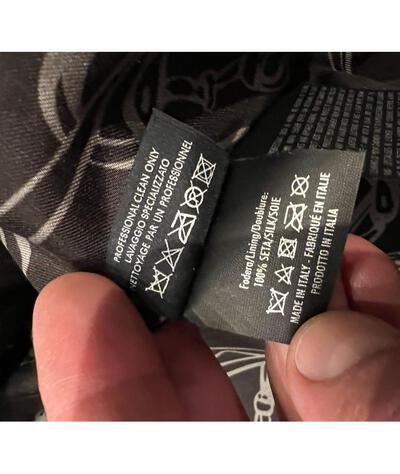 PROFESSIONAL CLEAN ONLY
LAVAGGIO SPECIALIZZATO
NETTOYAGE PAR UN PROFESSIONNEL
Fodera/Lining/Doublure:
100% SETA/SILK/SOIE
MADE IN ITALY - FABRIQUÉ EN ITALIE
PRODOTTO IN ITALIA